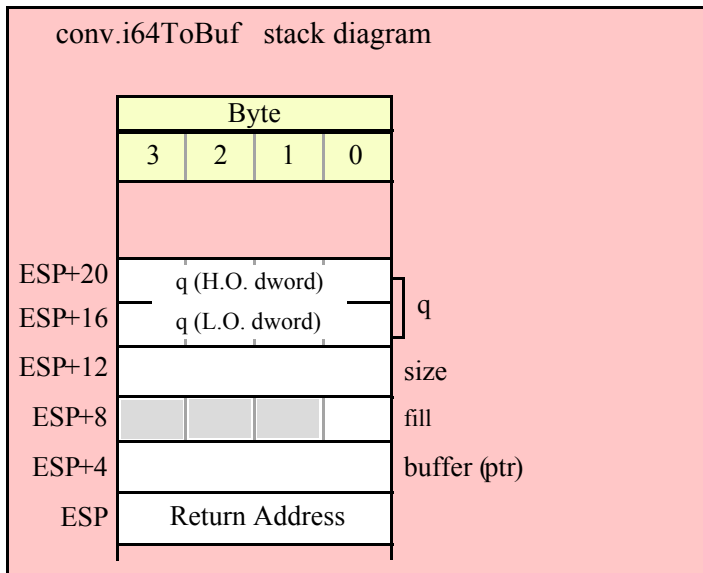 conv.i64ToBuf stack diagram
Byte
3 2 1 0
ESP+20 q (H.O. dword)
q
ESP+16 q (L.O. dword)
ESP+12 size
ESP+8 fill
ESP+4 buffer (ptr)
ESP Return Address